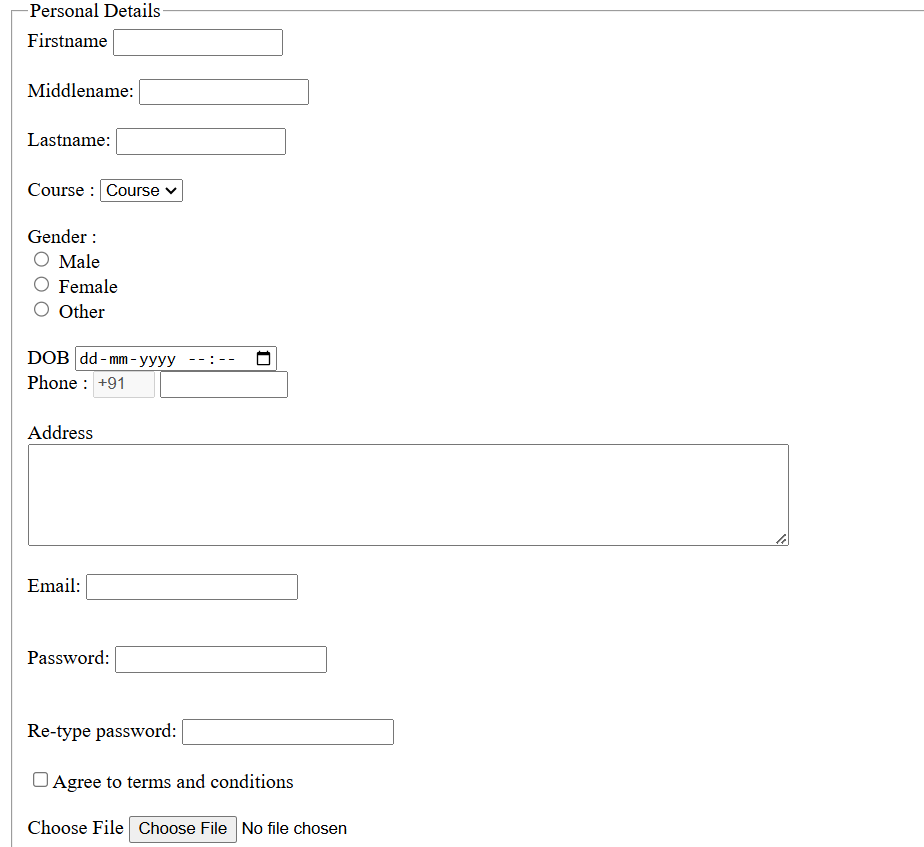 Personal Details
Firstname
Middlename:
Lastname:
Course : Course
Gender :
Male
Female
Other
DOB dd-mm-yyyy --:--
Phone : +91
Address
Email:
Password:
Re-type password:
Agree to terms and conditions
Choose File Choose File No file chosen